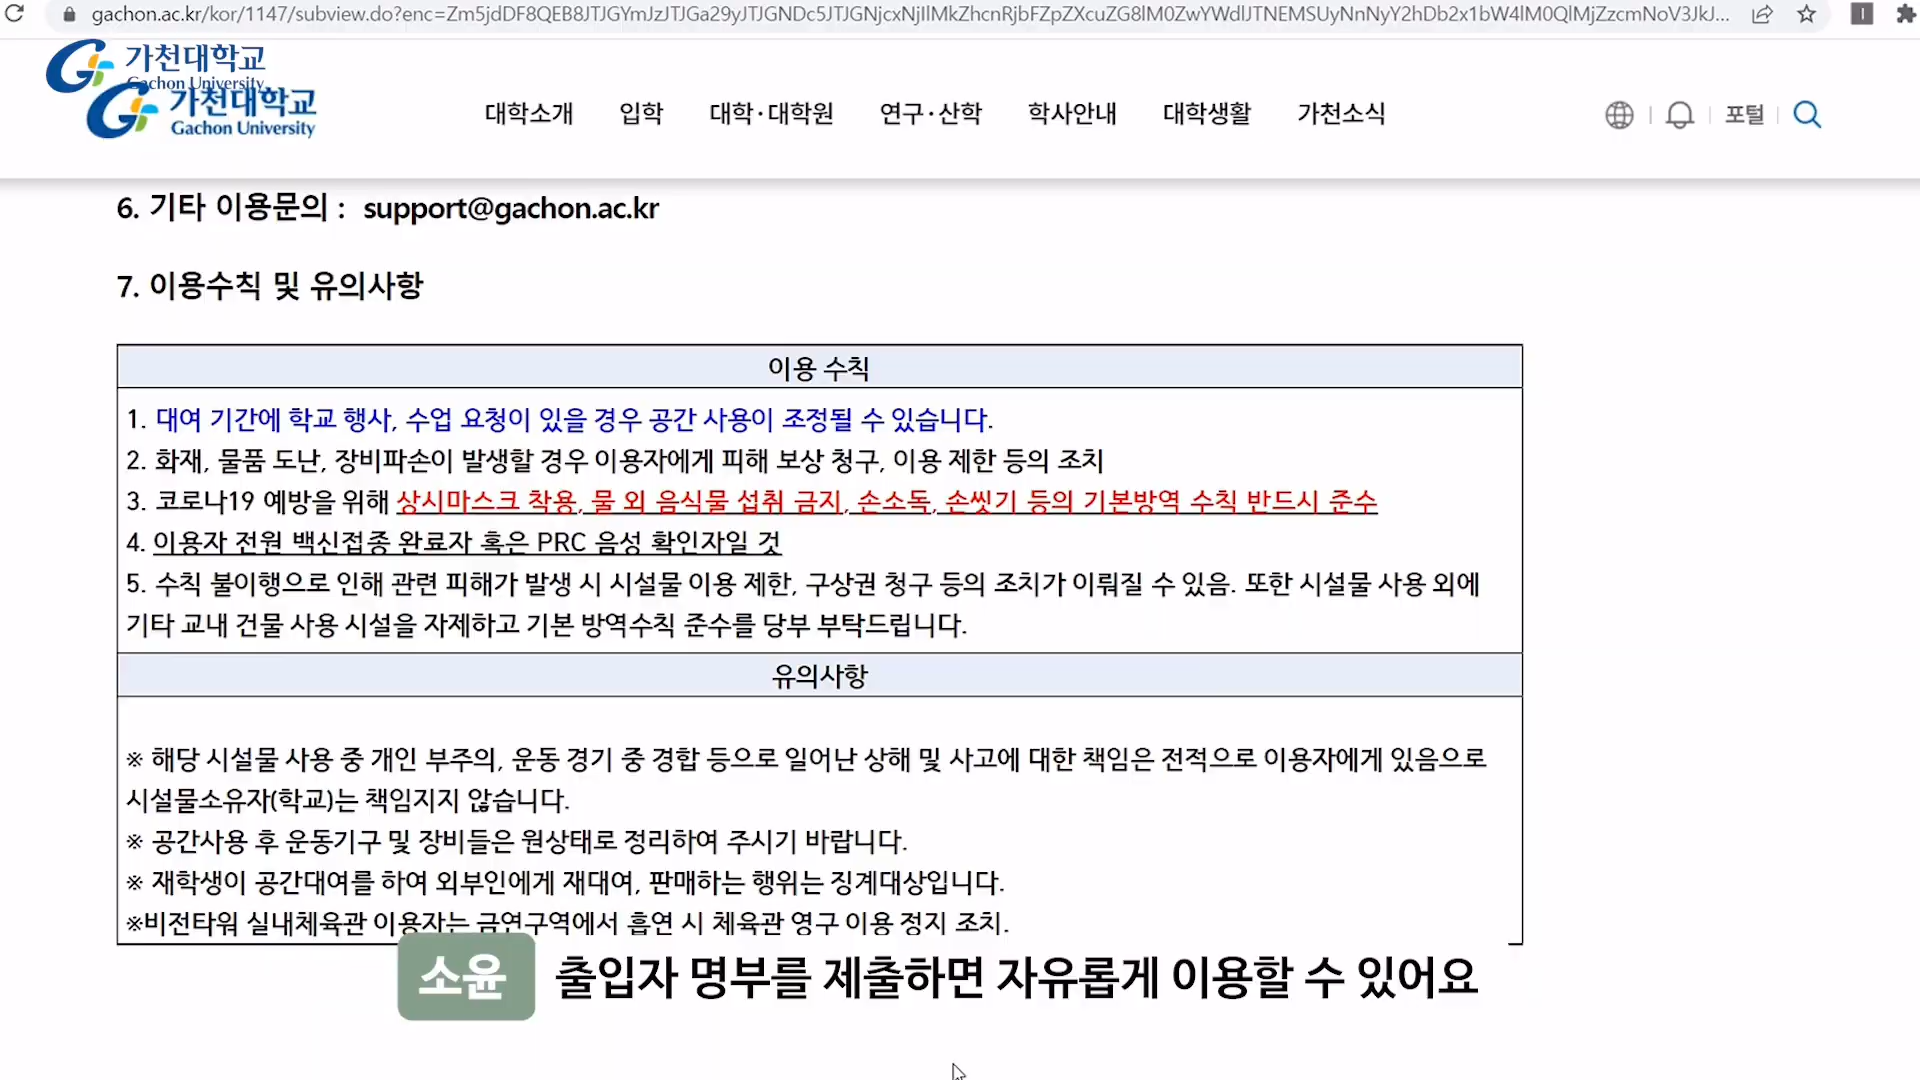 gachon.ac.kr/kor/1147/subview.do?enc=Zm5jdDF8QEB8JTJGYmJzJTJGa29yJTJGNDc5JTJGNjcxNjIlMkZhcnRjbFZpZXcuZG8lM0ZwYWdlJTNEMSUyNnNyY2hDb2x1bW4lM0QlMjZzcmNoV3JkJ...
가천대학교
Gachon University
가천대학교
Gachon University
대학소개 입학 대학·대학원 연구·산학 학사안내 대학생활 가천소식 포털
6. 기타 이용문의 : support@gachon.ac.kr
7. 이용수칙 및 유의사항
이용 수칙
1. 대여 기간에 학교 행사, 수업 요청이 있을 경우 공간 사용이 조정될 수 있습니다.
2. 화재, 물품 도난, 장비파손이 발생할 경우 이용자에게 피해 보상 청구, 이용 제한 등의 조치
3. 코로나19 예방을 위해 상시마스크 착용, 물 외 음식물 섭취 금지, 손소독, 손씻기 등의 기본방역 수칙 반드시 준수
4. 이용자 전원 백신접종 완료자 혹은 PRC 음성 확인자일 것
5. 수칙 불이행으로 인해 관련 피해가 발생 시 시설물 이용 제한, 구상권 청구 등의 조치가 이뤄질 수 있음. 또한 시설물 사용 외에
기타 교내 건물 사용 시설을 자제하고 기본 방역수칙 준수를 당부 부탁드립니다.
유의사항
※ 해당 시설물 사용 중 개인 부주의, 운동 경기 중 경합 등으로 일어난 상해 및 사고에 대한 책임은 전적으로 이용자에게 있음으로
시설물소유자(학교)는 책임지지 않습니다.
※ 공간사용 후 운동기구 및 장비들은 원상태로 정리하여 주시기 바랍니다.
※ 재학생이 공간대여를 하여 외부인에게 재대여, 판매하는 행위는 징계대상입니다.
※비전타워 실내체육관 이용자는 금연구역에서 흡연 시 체육관 영구 이용 정지 조치.
소윤 출입자 명부를 제출하면 자유롭게 이용할 수 있어요